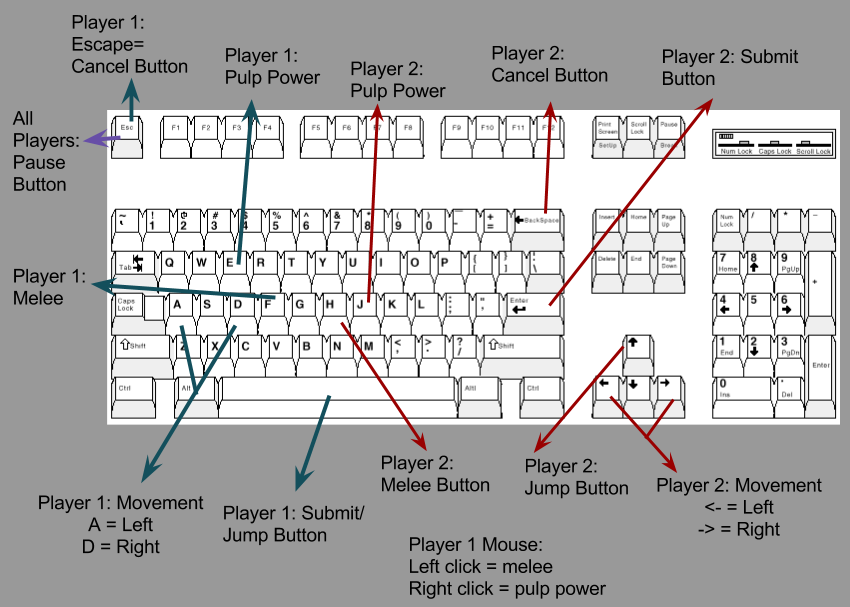 Player 1:
Escape=
Cancel Button
Player 1:
Pulp Power
Player 2:
Pulp Power
Player 2:
Cancel Button
Player 2: Submit
Button
All
Players:
Pause
Button
Esc
F1 F2 F3 F4 F5 F6 F7 F8 F9 F10 F11 F12
Print Screen SetUp
Scroll Lock
Pause Break
Num Lock Caps Lock Scroll Lock
~ ` ! 1 @ 2 # 3 $ 4 % 5 ^ 6 & 7 * 8 ( 9 ) 0 _ - + = ← BackSpace
Insert Home Page Up
Num Lock / * -
Tab Q W E R T Y U I O P { [ } ] | \
Delete End Page Down
7 Home 8 ↑ 9 PgUp +
Player 1:
Melee
Caps Lock A S D F G H J K L : ; " ' Enter ↵
4 ← 5 6 →
⇧Shift Z X C V B N M < , > . ? / ⇧Shift
↑
1 End 2 ↓ 3 PgDn Enter
Ctrl Alt Alt Ctrl
← ↓ →
0 Ins . Del
Player 1: Movement
A = Left
D = Right
Player 1: Submit/
Jump Button
Player 2:
Melee Button
Player 2:
Jump Button
Player 2: Movement
<- = Left
-> = Right
Player 1 Mouse:
Left click = melee
Right click = pulp power